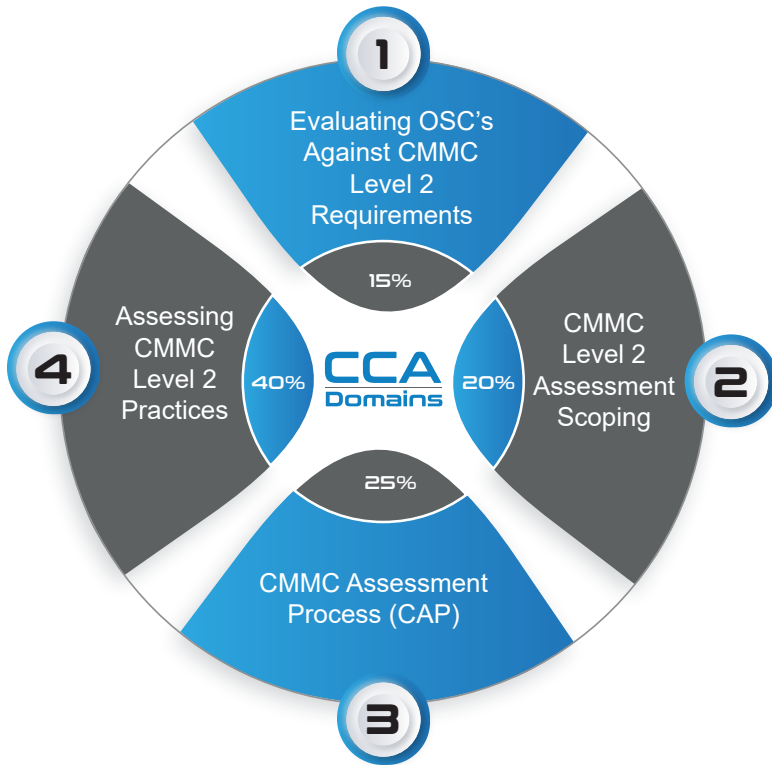 1
Evaluating OSC's
Against CMMC
Level 2
Requirements
15%
CCA
Domains
2
CMMC
Level 2
Assessment
Scoping
20%
3
CMMC Assessment
Process (CAP)
25%
4
Assessing
CMMC
Level 2
Practices
40%